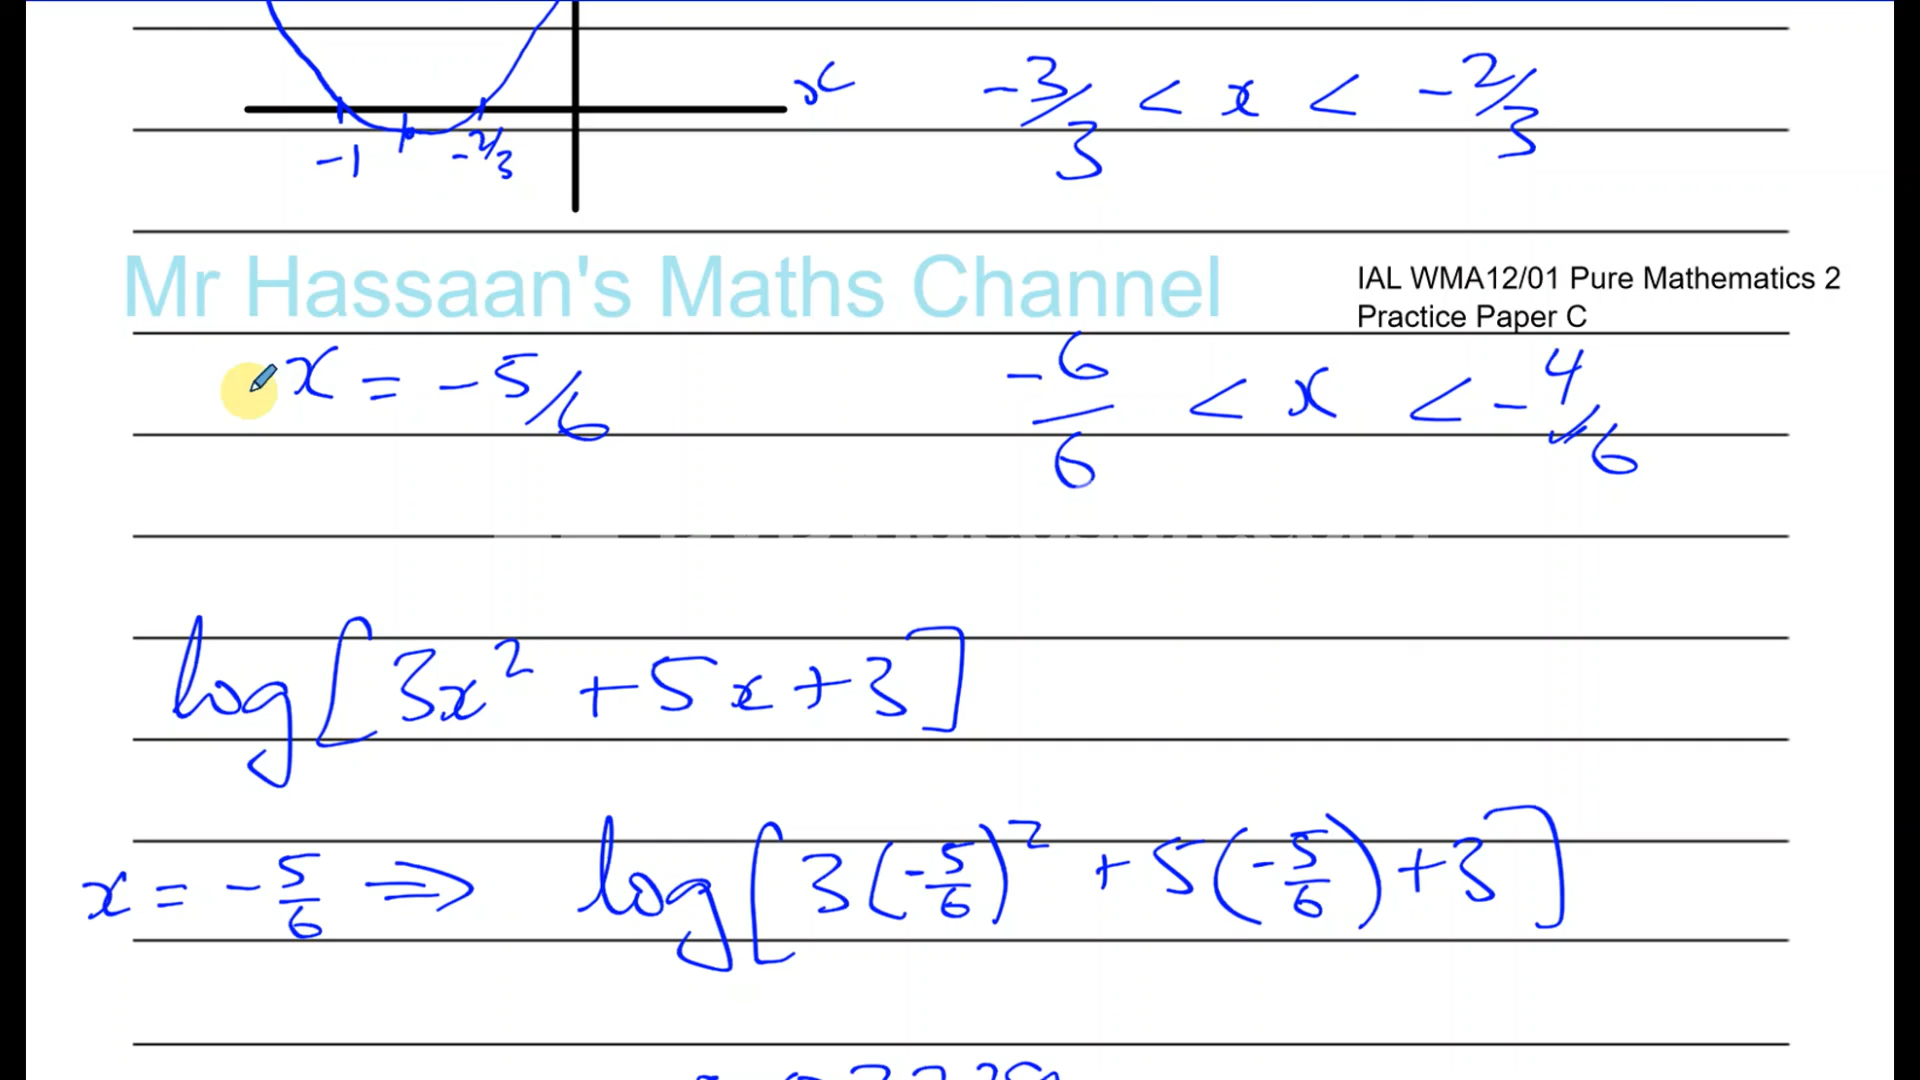 x -3/3 < x < -2/3
-1 -2/3
Mr Hassaan's Maths Channel
IAL WMA12/01 Pure Mathematics 2
Practice Paper C
x = -5/6 -6/6 < x < -4/6
log[3x² + 5x + 3]
x = -5/6 ⇒ log[3(-5/6)² + 5(-5/6) + 3]